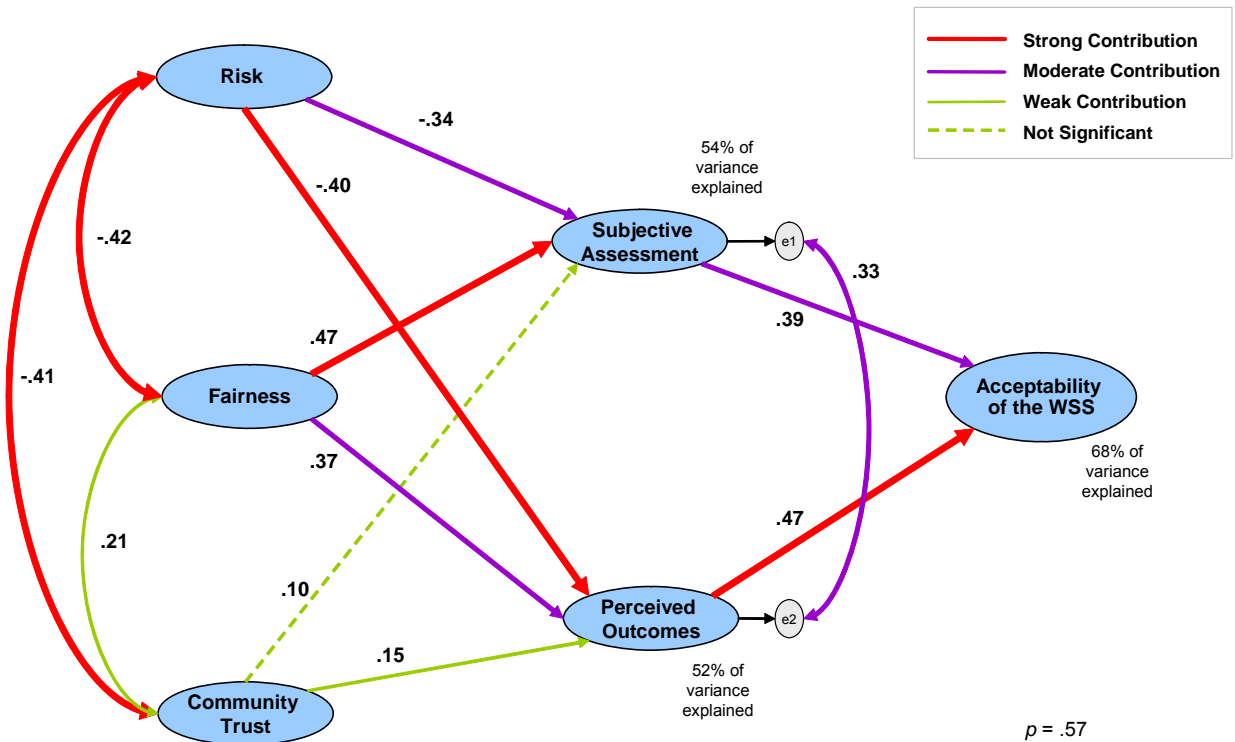 Strong Contribution
Moderate Contribution
Weak Contribution
Not Significant
Risk
-.34
54% of
variance
explained
-.40
-.42
Subjective
Assessment
e1
.33
.39
.47
-.41
Fairness
Acceptability
of the WSS
.37
68% of
variance
explained
.47
.21
.10
Perceived
Outcomes
e2
.15
52% of
variance
explained
Community
Trust
p = .57